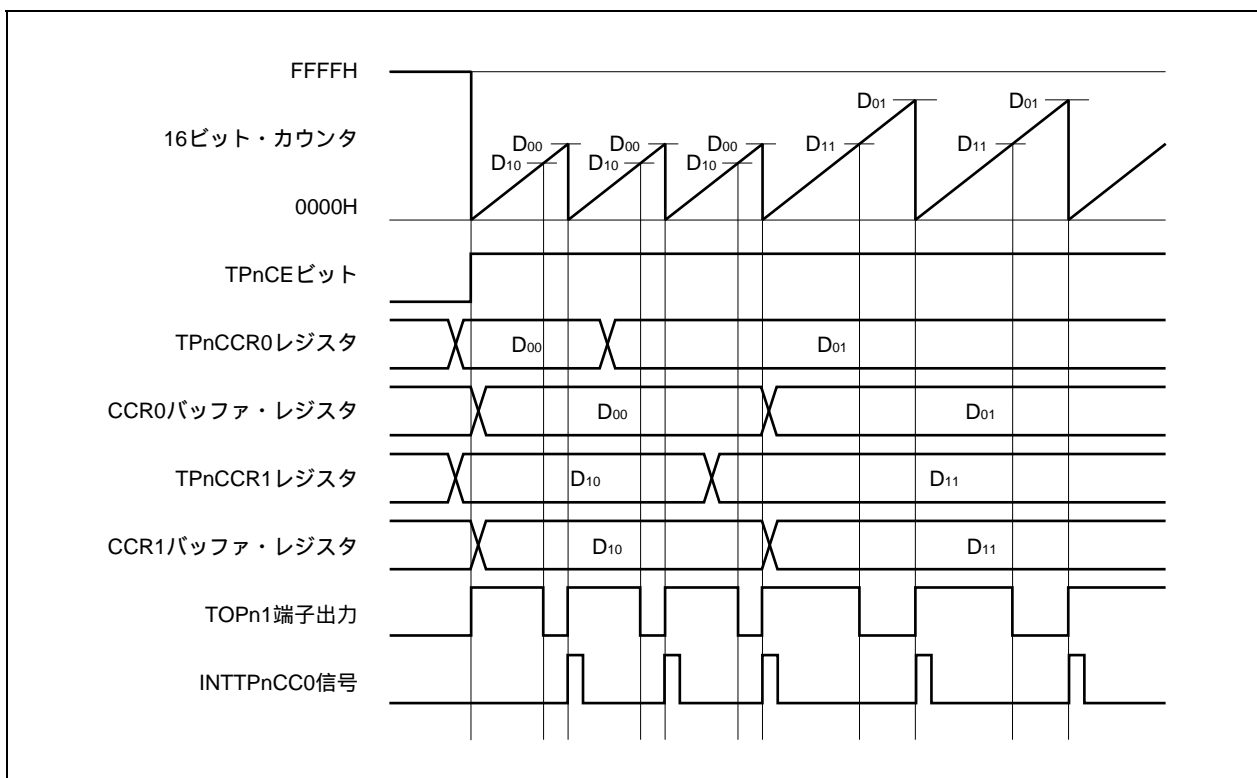 FFFFH
D01 D01
16ビット・カウンタ
D00 D00 D00 D11 D11
D10 D10 D10
0000H
TPnCEビット
TPnCCR0レジスタ D00 D01
CCR0バッファ・レジスタ D00 D01
TPnCCR1レジスタ D10 D11
CCR1バッファ・レジスタ D10 D11
TOPn1端子出力
INTTPnCC0信号